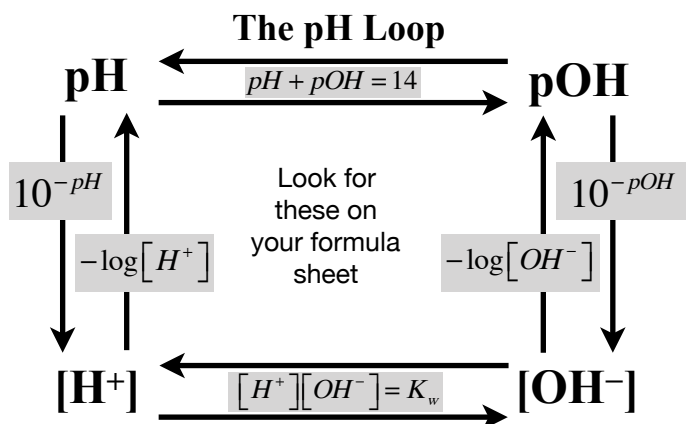 The pH Loop
pH
pH + pOH = 14
pOH
10^{-pH}
10^{-pOH}
Look for
these on
your formula
sheet
-log[H^+]
-log[OH^-]
[H^+]
[H^+][OH^-] = K_w
[OH^-]